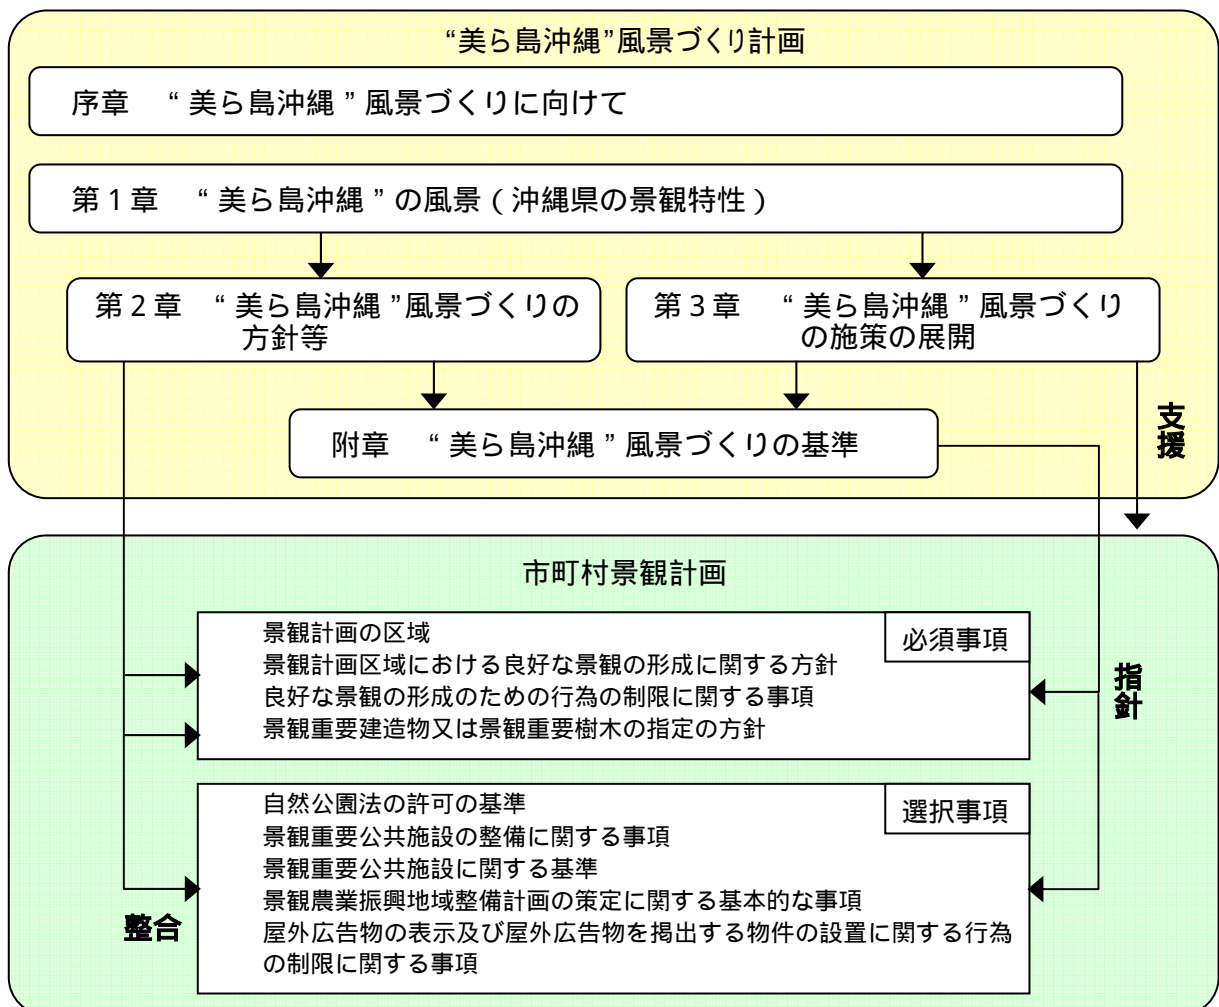 “美ら島沖縄”風景づくり計画
序章　“美ら島沖縄”風景づくりに向けて
第1章　“美ら島沖縄”の風景（沖縄県の景観特性）
第2章　“美ら島沖縄”風景づくりの
方針等
第3章　“美ら島沖縄”風景づくり
の施策の展開
附章　“美ら島沖縄”風景づくりの基準
支援
市町村景観計画
必須事項
景観計画の区域
景観計画区域における良好な景観の形成に関する方針
良好な景観の形成のための行為の制限に関する事項
景観重要建造物又は景観重要樹木の指定の方針
指針
選択事項
自然公園法の許可の基準
景観重要公共施設の整備に関する事項
景観重要公共施設に関する基準
景観農業振興地域整備計画の策定に関する基本的な事項
屋外広告物の表示及び屋外広告物を掲出する物件の設置に関する行為
の制限に関する事項
整合